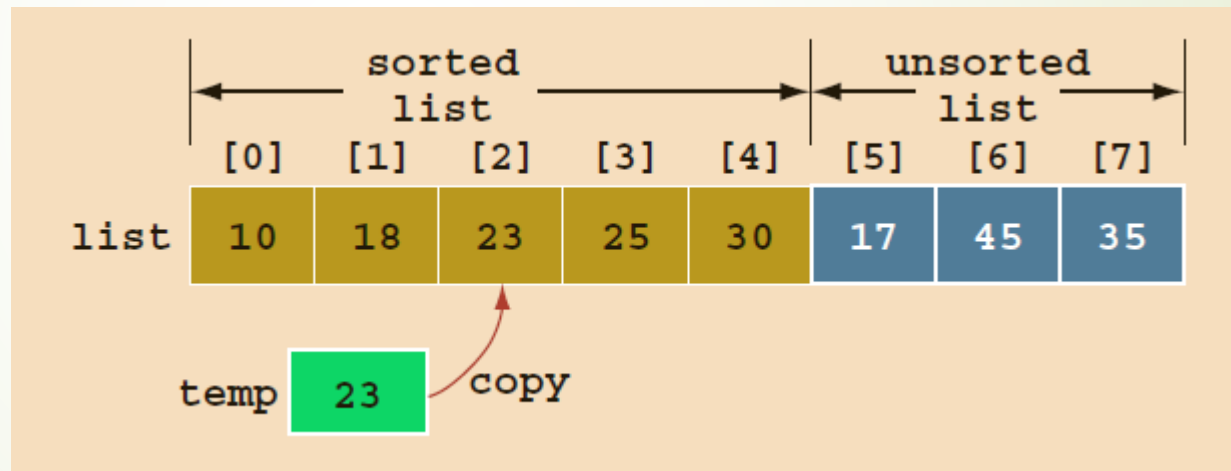 sorted list
unsorted list
[0] [1] [2] [3] [4] [5] [6] [7]
list 10 18 23 25 30 17 45 35
temp 23 copy